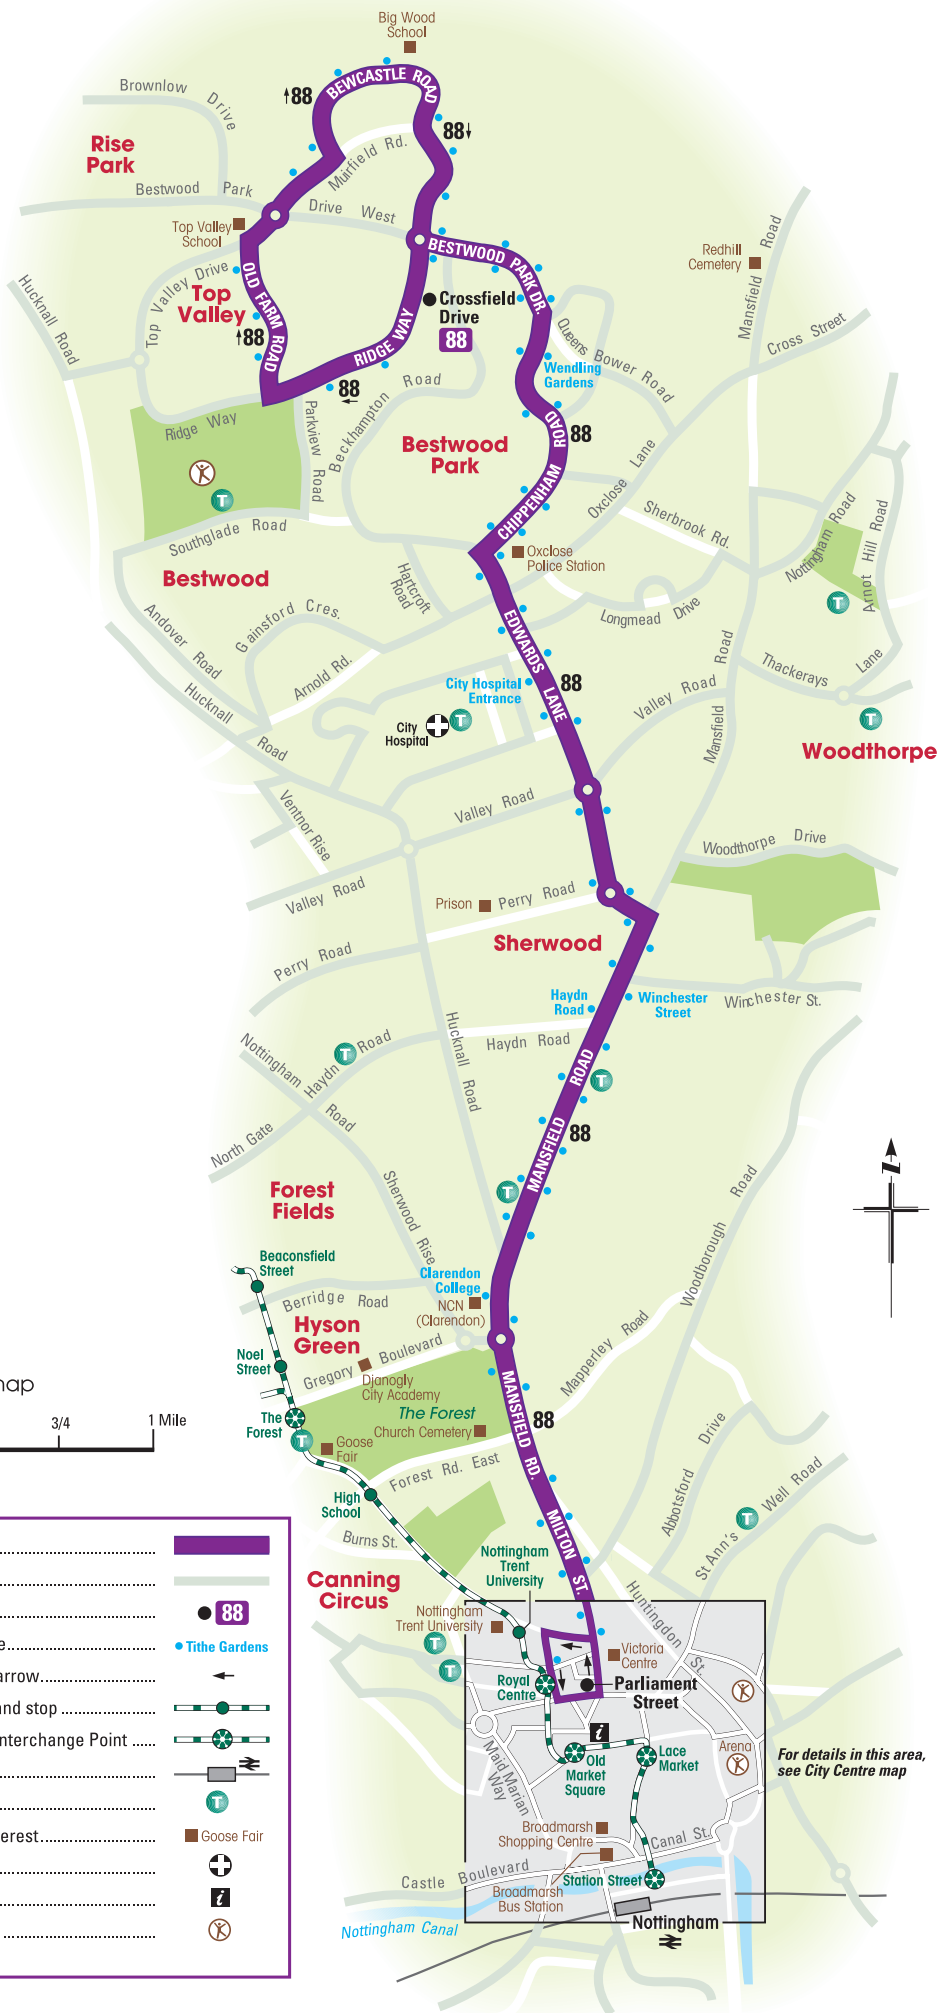 Big Wood
School
BEWCASTLE ROAD
88
88
Brownlow Drive
Rise
Park
Muirfield Rd.
Bestwood Park
Drive West
Top Valley
School
Top Valley Drive
Hucknall Road
OLD FARM ROAD
Top
Valley
88
RIDGE WAY
88
BESTWOOD PARK DR.
Crossfield
Drive
88
Redhill
Cemetery
Mansfield Road
Cross Street
Queens Bower Road
Wendling
Gardens
Ridge Way
Parkview Road
Beckhampton Road
Bestwood
Park
CHIPPENHAM ROAD
88
Oxclose Lane
Sherbrook Rd.
Nottingham Road
Arnot Hill Road
Southglade Road
Oxclose
Police Station
Bestwood
Hartcroft
Road
Andover Road
Gainsford Cres.
Arnold Rd.
Longmead Drive
Thackerays Lane
Hucknall Road
EDWARDS LANE
88
City Hospital
Entrance
City
Hospital
Valley Road
Mansfield Road
Woodthorpe
Ventnor Rise
Valley Road
Woodthorpe Drive
Valley Road
Prison
Perry Road
Sherwood
Perry Road
Haydn
Road
Winchester
Street
Winchester St.
Hucknall Road
Haydn Road
Nottingham Road
Haydn Road
North Gate
MANSFIELD ROAD
88
Sherwood Rise
Woodborough Road
N
Forest
Fields
Beaconsfield
Street
Berridge Road
Clarendon
College
NCN
(Clarendon)
Hyson
Green
Noel
Street
Gregory Boulevard
Djanogly
City Academy
Mapperley Road
MANSFIELD RD.
88
map
3/4
1 Mile
The
Forest
The Forest
Church Cemetery
Goose
Fair
Forest Rd. East
High
School
Abbotsford Drive
St Ann's Well Road
Burns St.
MILTON ST.
Nottingham
Trent
University
Canning
Circus
Huntingdon St.
Nottingham
Trent University
Victoria
Centre
Royal
Centre
Parliament
Street
Maid Marian
Way
Old
Market
Square
Lace
Market
Arena
For details in this area,
see City Centre map
Broadmarsh
Shopping Centre
Canal St.
Castle Boulevard
Broadmarsh
Bus Station
Station Street
Nottingham Canal
Nottingham
88
e
Tithe Gardens
arrow
and stop
nterchange Point
erest
Goose Fair